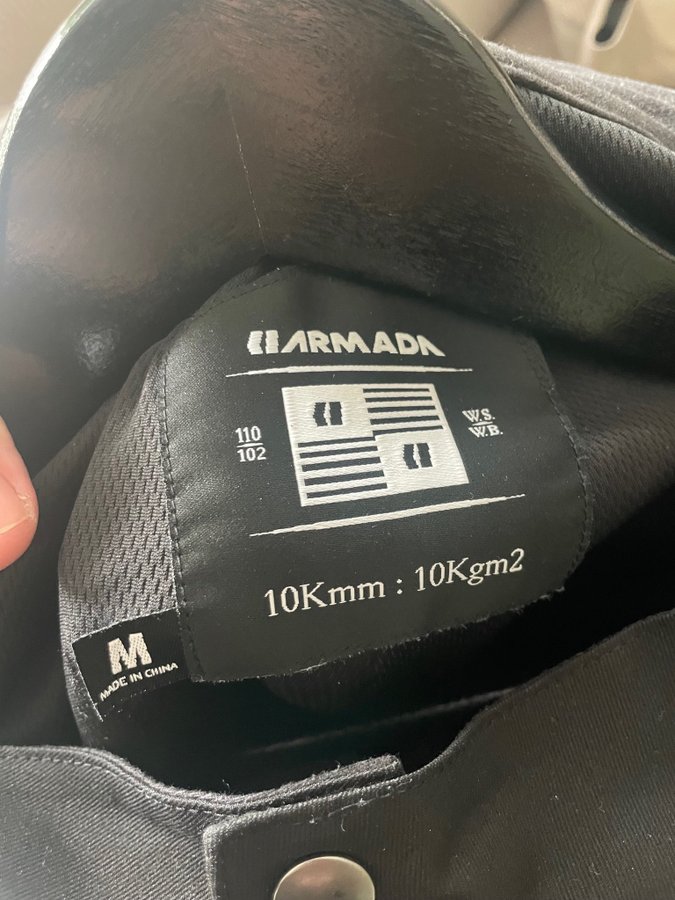 ARMADA
110
102
W.S.
W.B.
10Kmm : 10Kgm2
M
MADE IN CHINA